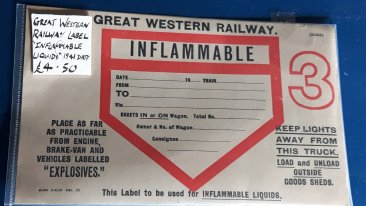 GREAT WESTERN
RAILWAY LABEL
"INFLAMMABLE
LIQUIDS" 1941 DATE
£4.50
GREAT WESTERN RAILWAY.
INFLAMMABLE
DATE 19 TRAIN
FROM
TO
Via
SHEETS IN or ON Wagon. Total No.
Owner & No. of Wagon
Consignee
3
PLACE AS FAR
AS PRACTICABLE
FROM ENGINE,
BRAKE-VAN AND
VEHICLES LABELLED
"EXPLOSIVES."
KEEP LIGHTS
AWAY FROM
THIS TRUCK.
LOAD and UNLOAD
OUTSIDE
GOODS SHEDS.
This Label to be used for INFLAMMABLE LIQUIDS.